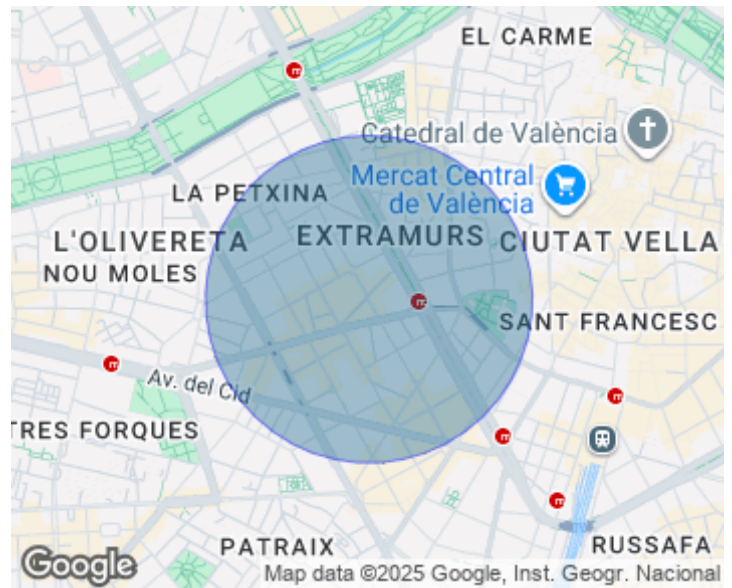 EL CARME
Catedral de València
LA PETXINA
Mercat Central
de València
L'OLIVERETA
EXTRAMURS
CIUTAT VELLA
NOU MOLES
SANT FRANCESC
Av. del Cid
TRES FORQUES
PATRAIX
RUSSAFA
Google
Map data ©2025 Google, Inst. Geogr. Nacional